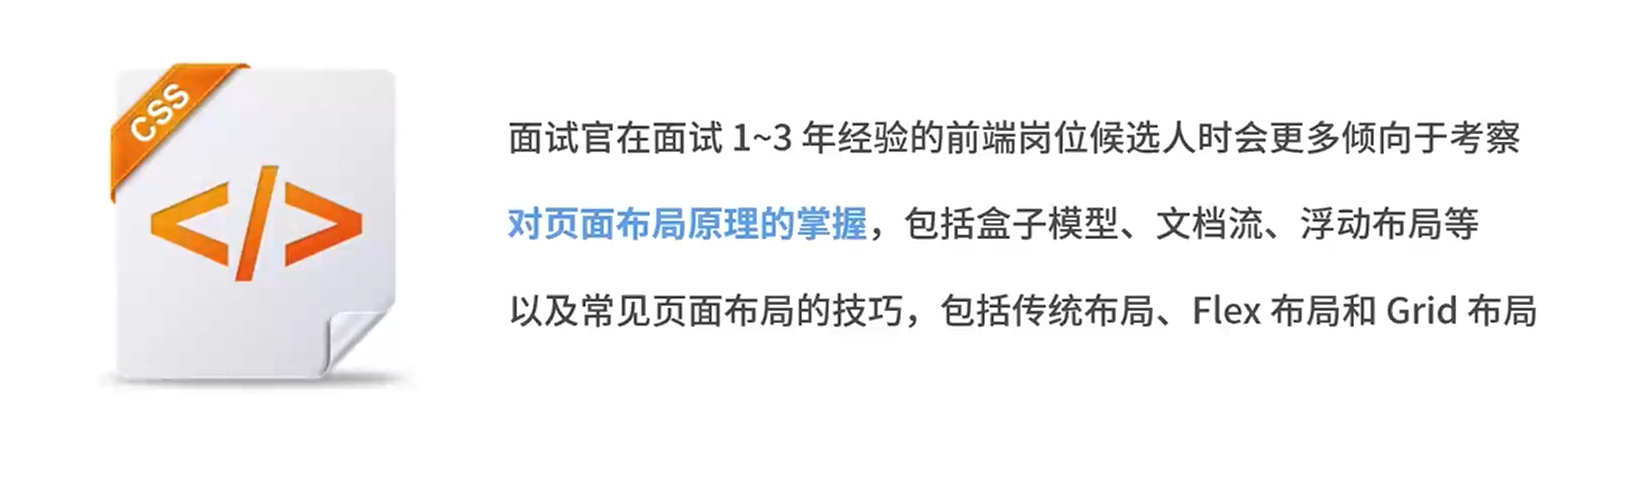 CSS
</>
面试官在面试 1~3 年经验的前端岗位候选人时会更多倾向于考察
对页面布局原理的掌握，包括盒子模型、文档流、浮动布局等
以及常见页面布局的技巧，包括传统布局、Flex 布局和 Grid 布局